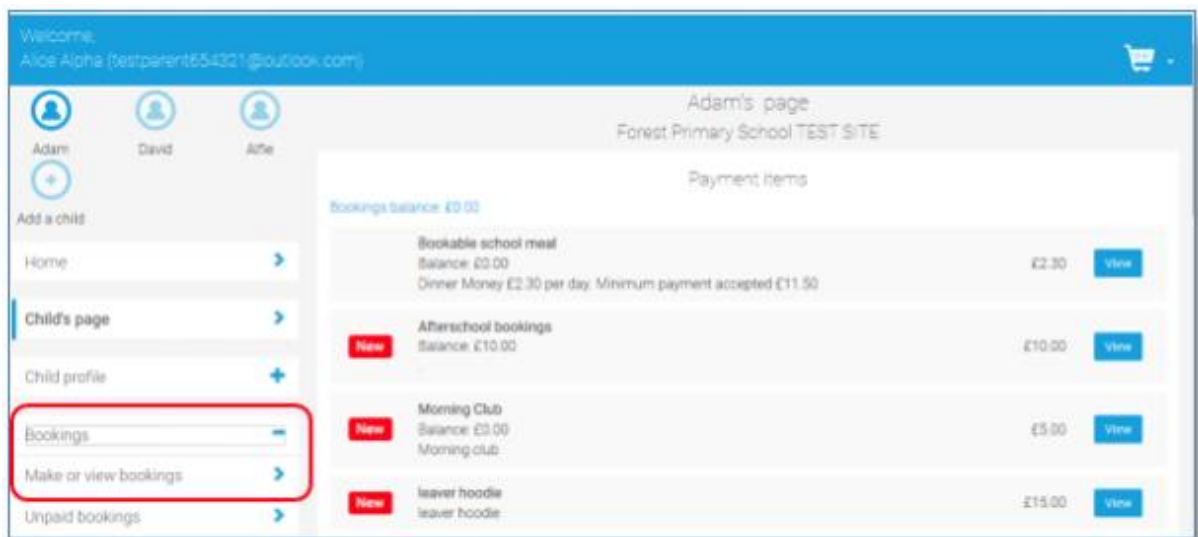 Welcome,
Alice Alpha (testparent654321@outlook.com)
Adam
David
Alfie
Add a child
Home
Child's page
Child profile
Bookings
Make or view bookings
Unpaid bookings
Adam's page
Forest Primary School TEST SITE
Payment items
Bookings balance: £0.00
Bookable school meal
Balance: £0.00
Dinner Money £2.30 per day. Minimum payment accepted £11.50
£2.30
View
New
Afterschool bookings
Balance: £10.00
£10.00
View
New
Morning Club
Balance: £0.00
Morning club
£5.00
View
New
leaver hoodie
leaver hoodie
£15.00
View